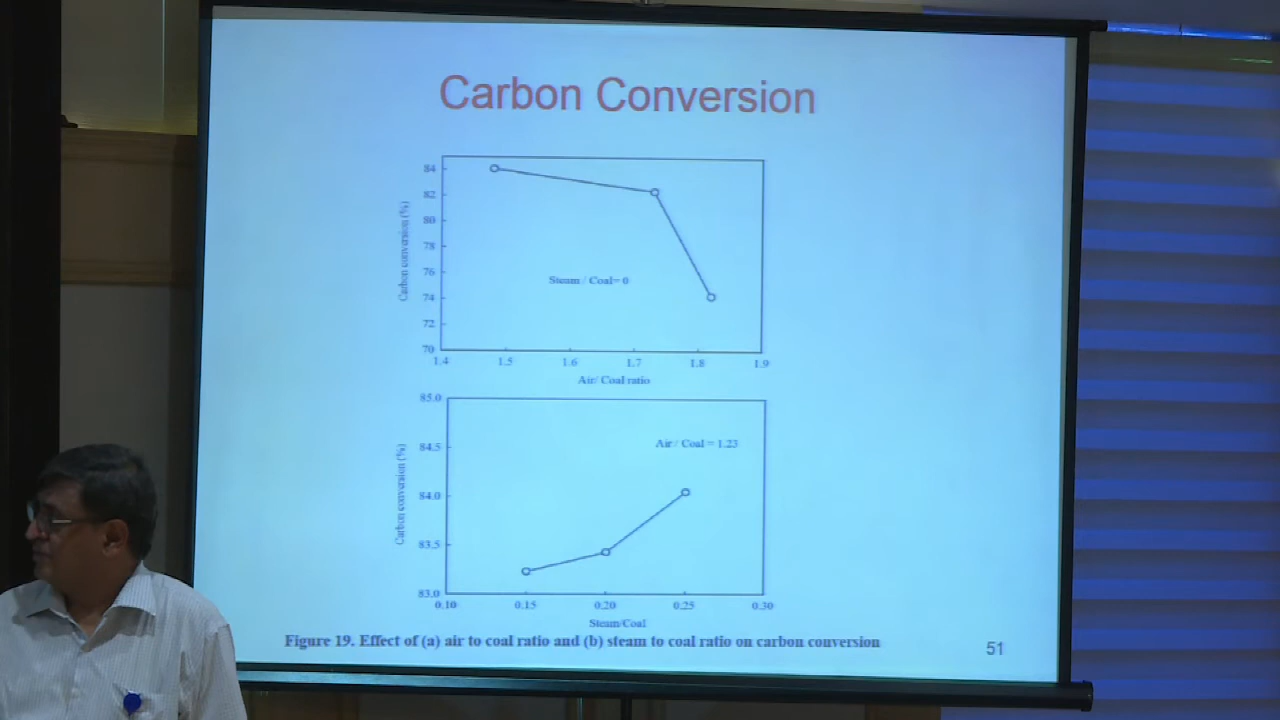 Carbon Conversion
84
82
80
78
76
74
72
70
Carbon conversion (%)
Steam / Coal= 0
1.4 1.5 1.6 1.7 1.8 1.9
Air/ Coal ratio
85.0
84.5
84.0
83.5
83.0
Carbon conversion (%)
Air / Coal = 1.23
0.10 0.15 0.20 0.25 0.30
Steam/Coal
Figure 19. Effect of (a) air to coal ratio and (b) steam to coal ratio on carbon conversion
51